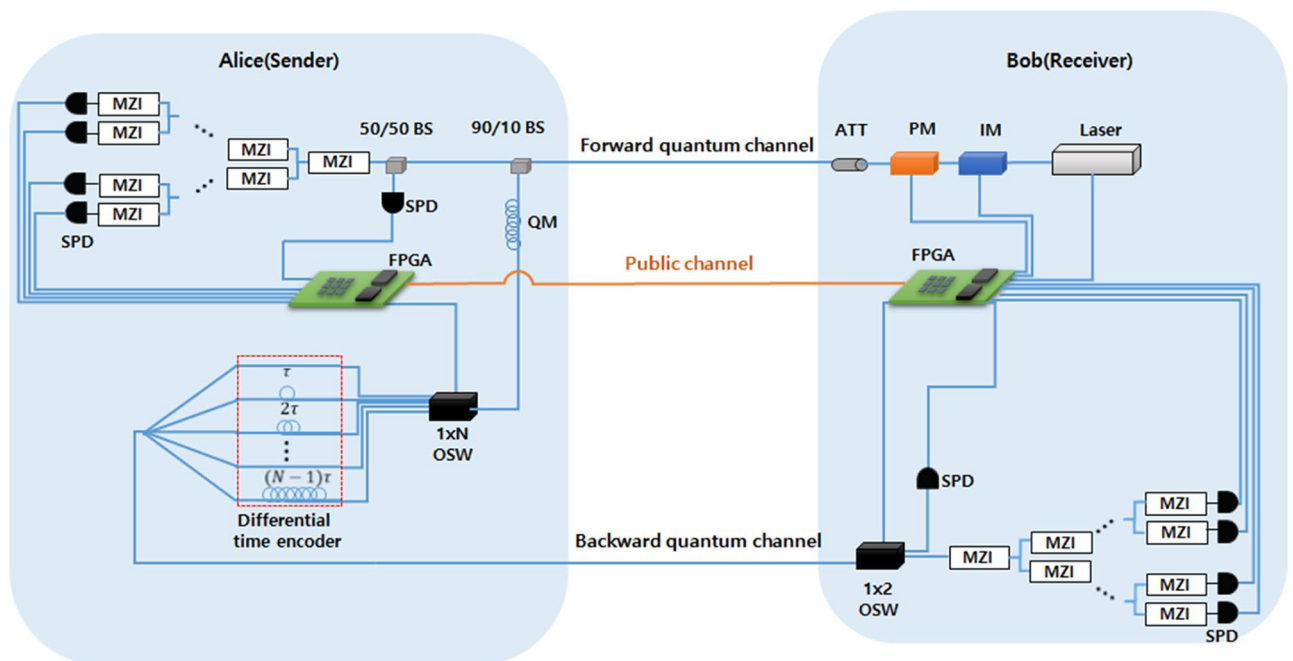 Alice(Sender)
Bob(Receiver)
MZI
MZI
MZI
MZI
SPD
MZI
MZI
MZI
50/50 BS
90/10 BS
SPD
QM
FPGA
Forward quantum channel
Public channel
ATT
PM
IM
Laser
FPGA
τ
2τ
(N − 1)τ
Differential
time encoder
1xN
OSW
Backward quantum channel
1x2
OSW
SPD
MZI
MZI
MZI
MZI
MZI
MZI
MZI
SPD